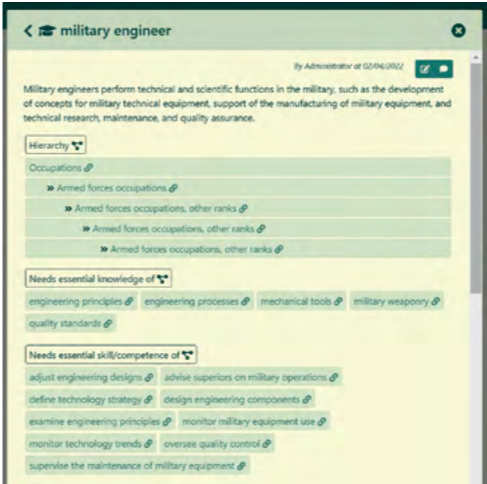 military engineer
By Administrator at 02/04/2022
Military engineers perform technical and scientific functions in the military, such as the development
of concepts for military technical equipment, support of the manufacturing of military equipment, and
technical research, maintenance, and quality assurance.
Hierarchy
Occupations
» Armed forces occupations
» Armed forces occupations, other ranks
» Armed forces occupations, other ranks
» Armed forces occupations, other ranks
Needs essential knowledge of
engineering principles engineering processes mechanical tools military weaponry
quality standards
Needs essential skill/competence of
adjust engineering designs advise superiors on military operations
define technology strategy design engineering components
examine engineering principles monitor military equipment use
monitor technology trends oversee quality control
supervise the maintenance of military equipment